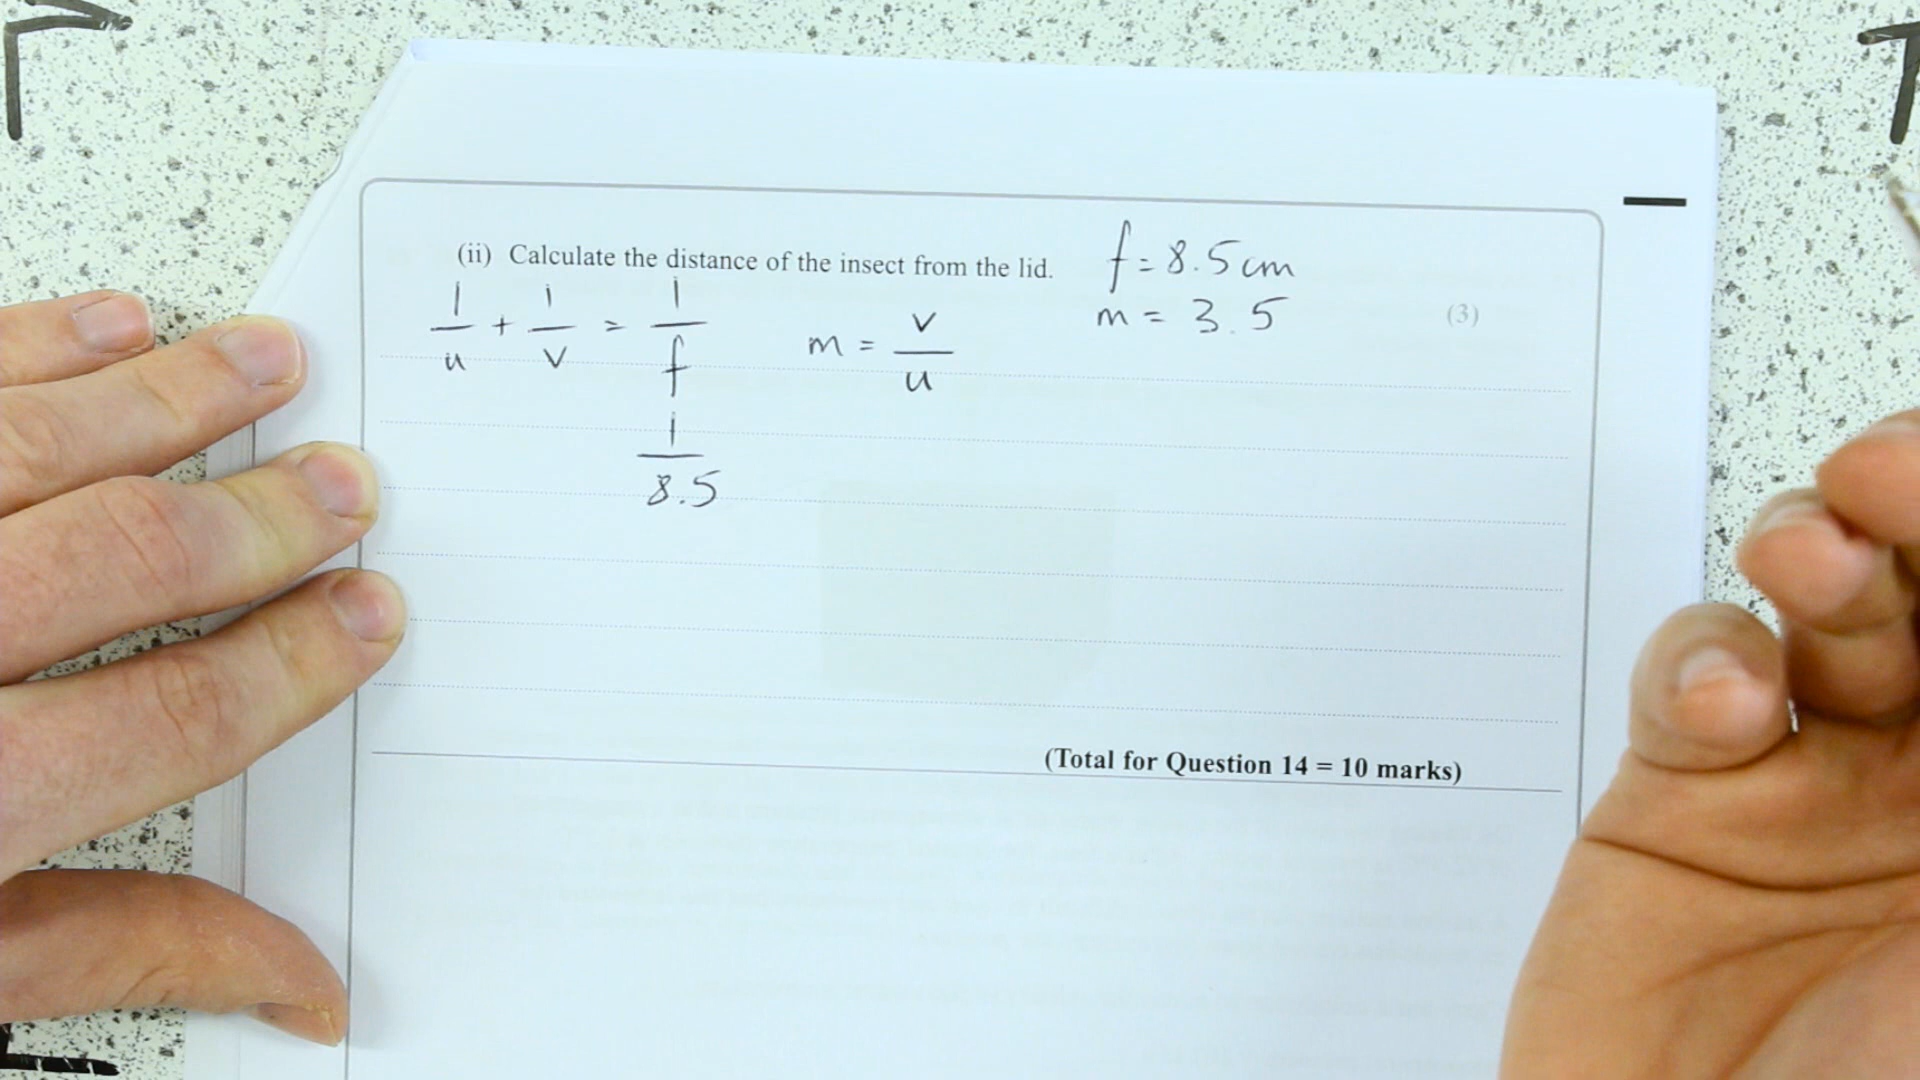 (ii) Calculate the distance of the insect from the lid.
f = 8.5 cm
m = 3.5
(3)
1/u + 1/v = 1/f
m = v/u
1/8.5
(Total for Question 14 = 10 marks)